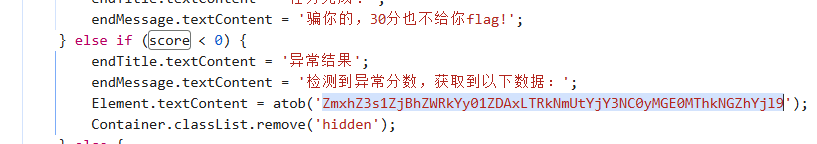 endMessage.textContent = '骗你的，30分也不给你flag!';
} else if (score < 0) {
endTitle.textContent = '异常结果';
endMessage.textContent = '检测到异常分数，获取到以下数据：';
Element.textContent = atob('ZmxhZ3s1ZjBhZWRkYy01ZDAxLTRkNmUtYjY3NC0yMGE0MThkNGZhYjl9');
Container.classList.remove('hidden');